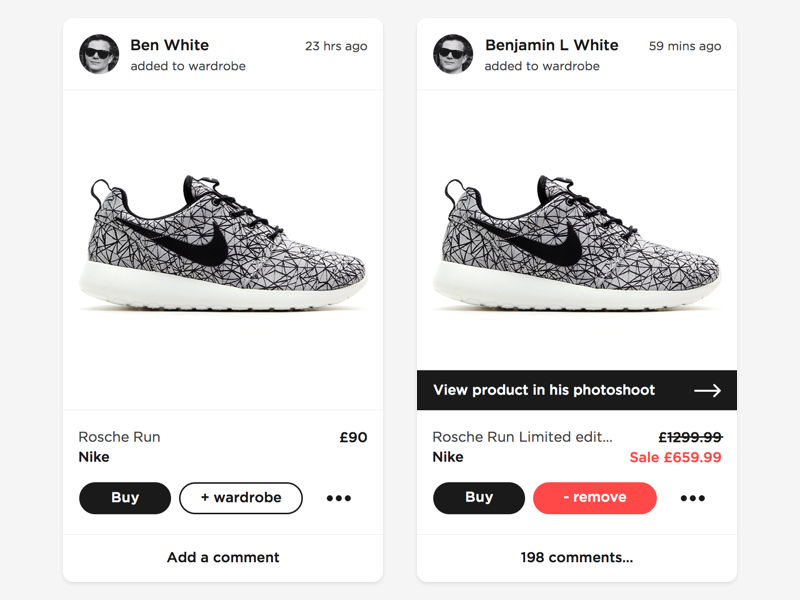 Ben White
23 hrs ago
added to wardrobe
Rosche Run
£90
Nike
Buy
+ wardrobe
Add a comment
Benjamin L White
59 mins ago
added to wardrobe
View product in his photoshoot
Rosche Run Limited edit...
£1299.99
Nike
Sale £659.99
Buy
- remove
198 comments...